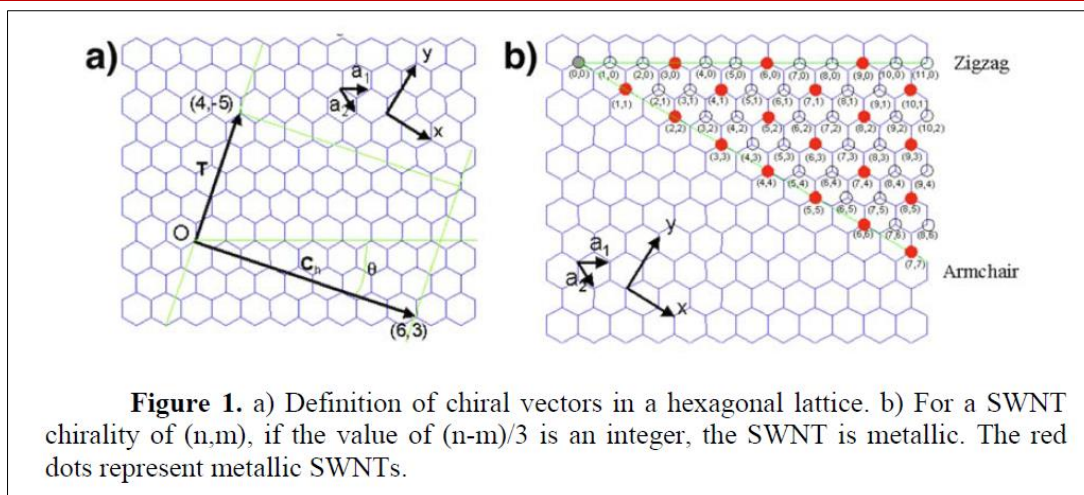 a)
y
a₁
a₂
x
(4,-5)
T
O
Cₕ
θ
(6,3)
b)
Zigzag
(0,0) (1,0) (2,0) (3,0) (4,0) (5,0) (6,0) (7,0) (8,0) (9,0) (10,0) (11,0)
(1,1) (2,1) (3,1) (4,1) (5,1) (6,1) (7,1) (8,1) (9,1) (10,1)
(2,2) (3,2) (4,2) (5,2) (6,2) (7,2) (8,2) (9,2) (10,2)
(3,3) (4,3) (5,3) (6,3) (7,3) (8,3) (9,3)
(4,4) (5,4) (6,4) (7,4) (8,4) (9,4)
(5,5) (6,5) (7,5) (8,5)
(6,6) (7,6) (8,6)
(7,7)
y
a₁
a₂
x
Armchair
Figure 1. a) Definition of chiral vectors in a hexagonal lattice. b) For a SWNT
chirality of (n,m), if the value of (n-m)/3 is an integer, the SWNT is metallic. The red
dots represent metallic SWNTs.